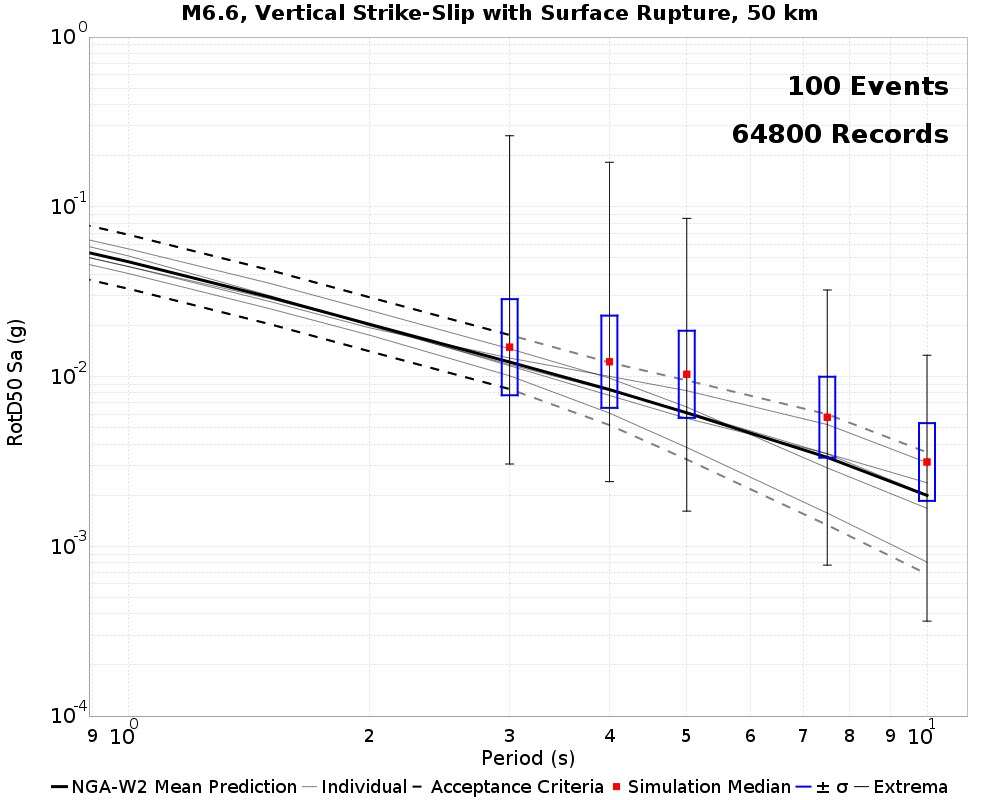 M6.6, Vertical Strike-Slip with Surface Rupture, 50 km
100 Events
64800 Records
RotD50 Sa (g)
10^0
10^-1
10^-2
10^-3
10^-4
9 10^0 2 3 4 5 6 7 8 9 10^1
Period (s)
NGA-W2 Mean Prediction Individual Acceptance Criteria Simulation Median ± σ Extrema